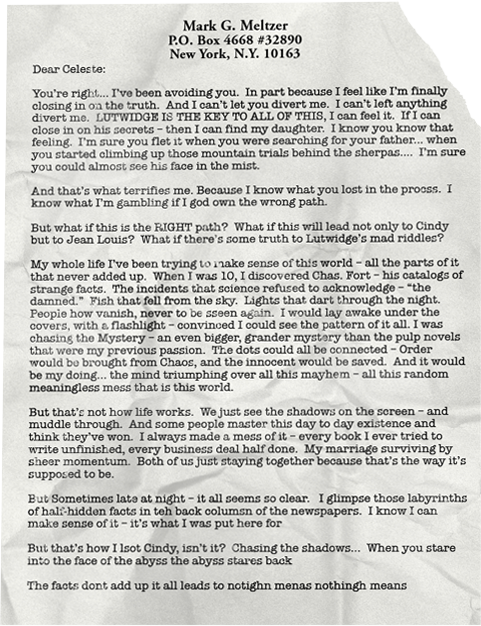 Mark G. Meltzer
P.O. Box 4668 #32890
New York, N.Y. 10163
Dear Celeste:
You're right... I've been avoiding you. In part because I feel like I'm finally
closing in on the truth. And I can't let you divert me. I can't left anything
divert me. LUTWIDGE IS THE KEY TO ALL OF THIS, I can feel it. If I can
close in on his secrets - then I can find my daughter. I know you know that
feeling. I'm sure you flet it when you were searching for your father... when
you started climbing up those mountain trials behind the sherpas.... I'm sure
you could almost see his face in the mist.
And that's what terrifies me. Because I know what you lost in the procss. I
know what I'm gambling if I god own the wrong path.
But what if this is the RIGHT path? What if this will lead not only to Cindy
but to Jean Louis? What if there's some truth to Lutwidge's mad riddles?
My whole life I've been trying to make sense of this world - all the parts of it
that never added up. When I was 10, I discovered Chas. Fort - his catalogs of
strange facts. The incidents that science refused to acknowledge - "the
damned." Fish that fell from the sky. Lights that dart through the night.
People how vanish, never to be sseen again. I would lay awake under the
covers, with a flashlight - convinced I could see the pattern of it all. I was
chasing the Mystery - an even bigger, grander mystery than the pulp novels
that were my previous passion. The dots could all be connected - Order
would be brought from Chaos, and the innocent would be saved. And it would
be my doing... the mind triumphing over all this mayhem - all this random
meaningless mess that is this world.
But that's not how life works. We just see the shadows on the screen - and
muddle through. And some people master this day to day existence and
think they've won. I always made a mess of it - every book I ever tried to
write unfinished, every business deal half done. My marriage surviving by
sheer momentum. Both of us just staying together because that's the way it's
supposed to be.
But Sometimes late at night - it all seems so clear. I glimpse those labyrinths
of half-hidden facts in teh back columsn of the newspapers. I know I can
make sense of it - it's what I was put here for
But that's how I lsot Cindy, isn't it? Chasing the shadows... When you stare
into the face of the abyss the abyss stares back
The facts dont add up it all leads to notighn menas nothingh means